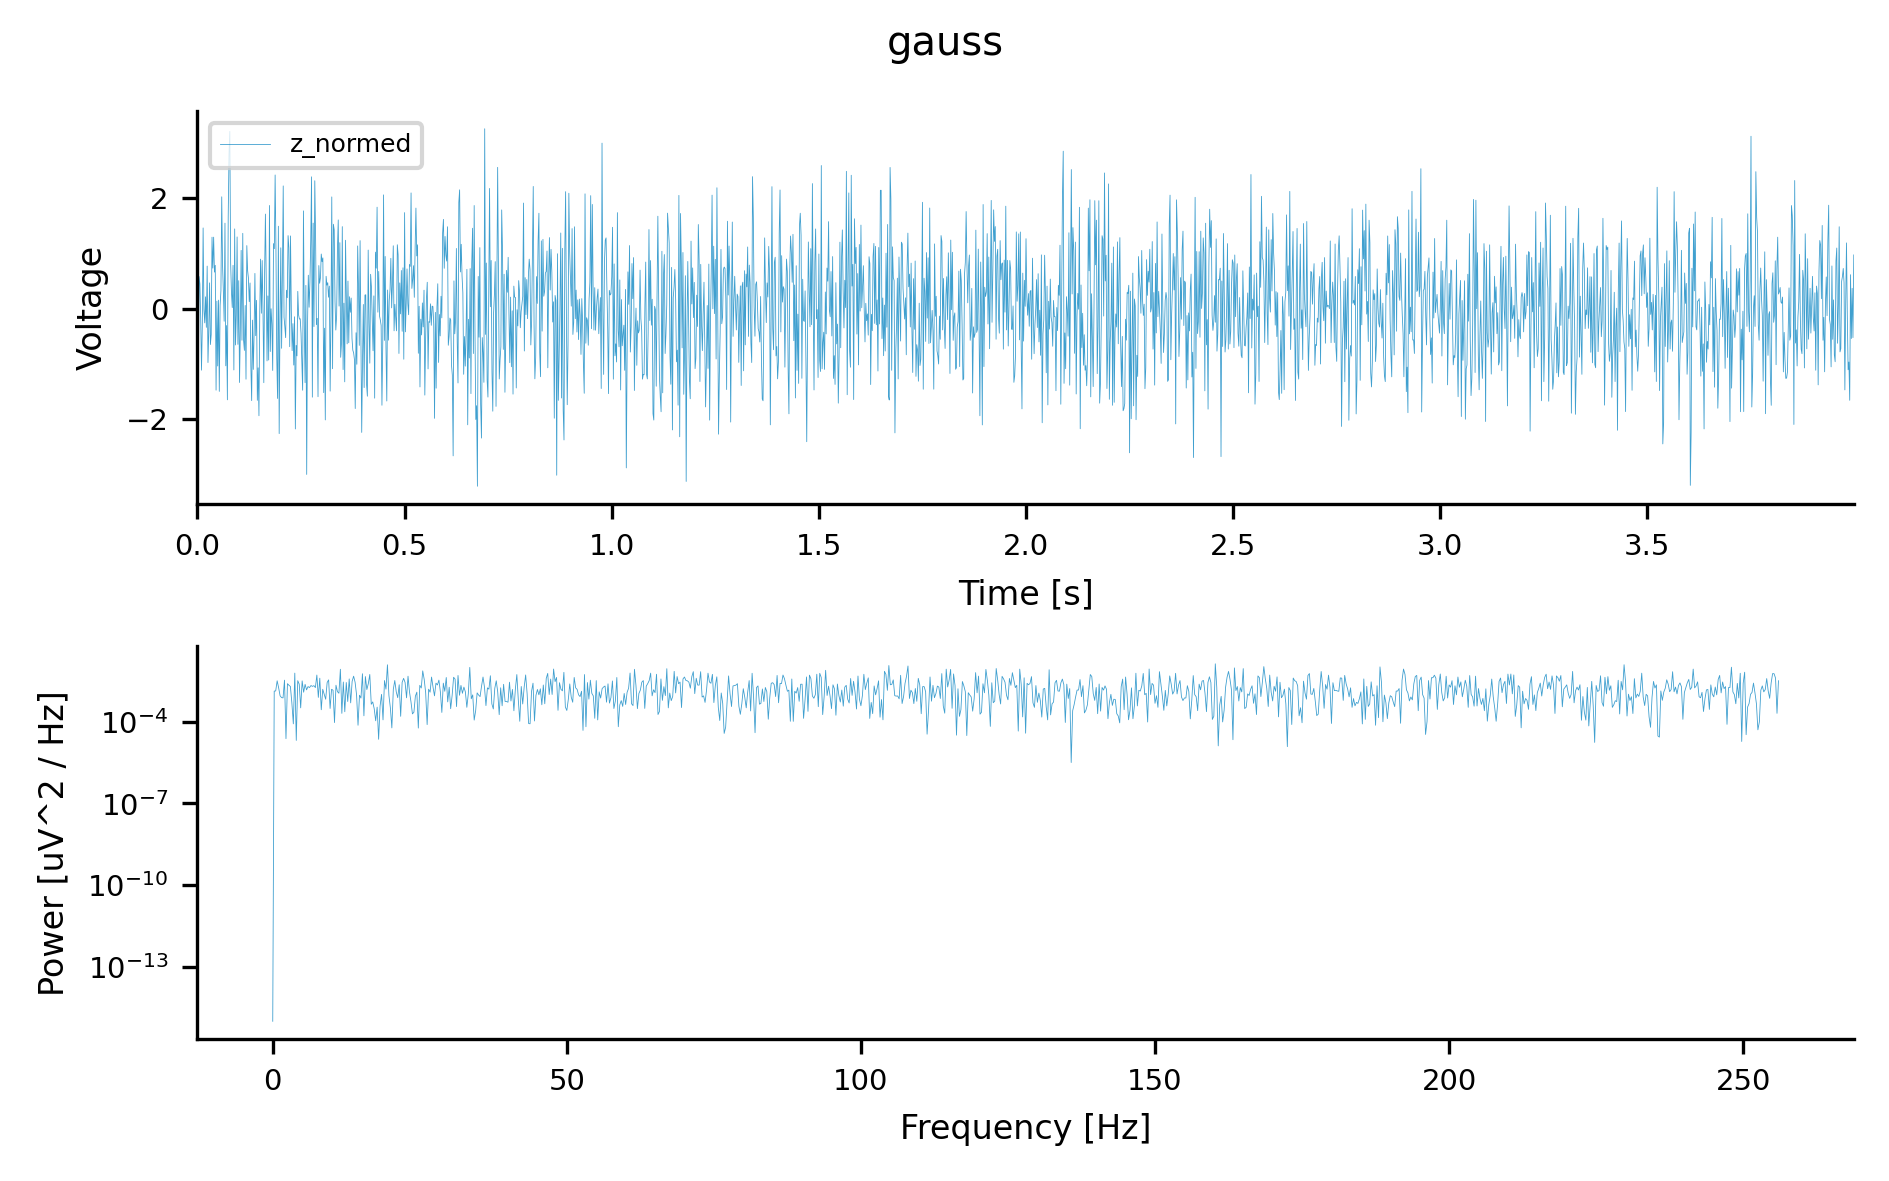 gauss
z_normed
Voltage
2
0
−2
0.0 0.5 1.0 1.5 2.0 2.5 3.0 3.5
Time [s]
Power [uV^2 / Hz]
10⁻⁴
10⁻⁷
10⁻¹⁰
10⁻¹³
0 50 100 150 200 250
Frequency [Hz]